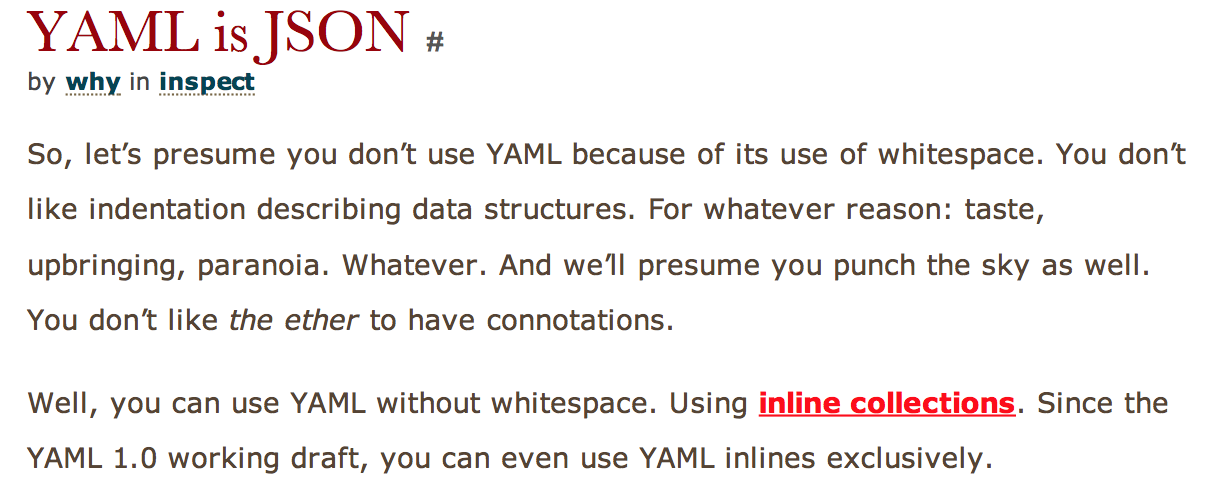 YAML is JSON #
by why in inspect
So, let’s presume you don’t use YAML because of its use of whitespace. You don’t
like indentation describing data structures. For whatever reason: taste,
upbringing, paranoia. Whatever. And we’ll presume you punch the sky as well.
You don’t like the ether to have connotations.
Well, you can use YAML without whitespace. Using inline collections. Since the
YAML 1.0 working draft, you can even use YAML inlines exclusively.